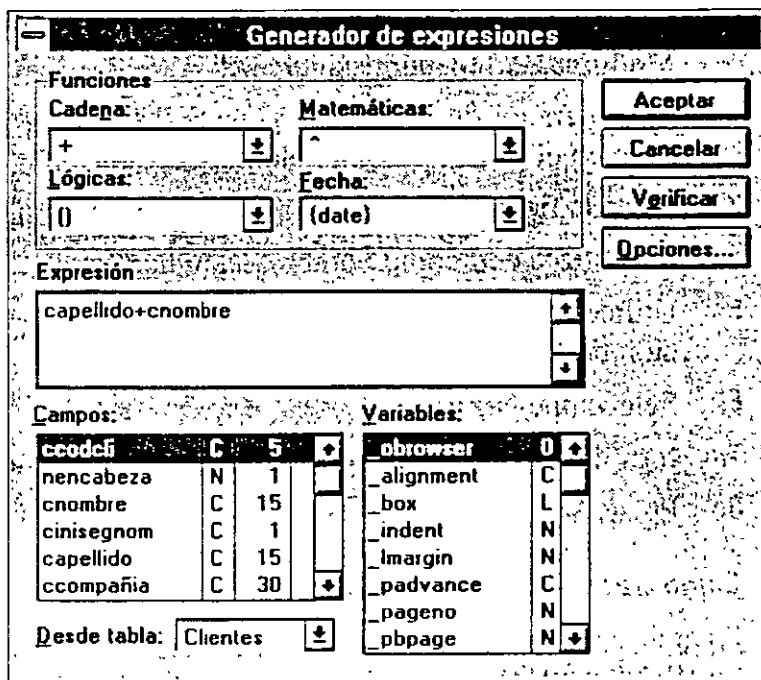 Generador de expresiones
Funciones
Cadena: Matemáticas:
+ ^
Lógicas: Fecha:
() {date}
Aceptar
Cancelar
Verificar
Opciones...
Expresión
capellido+cnombre
Campos:
ccodcli C 5
nencabeza N 1
cnombre C 15
cinisegnom C 1
capellido C 15
ccompañia C 30
Desde tabla: Clientes
Variables:
_obrowser O
_alignment C
_box L
_indent N
_lmargin N
_padvance C
_pageno N
_pbpage N